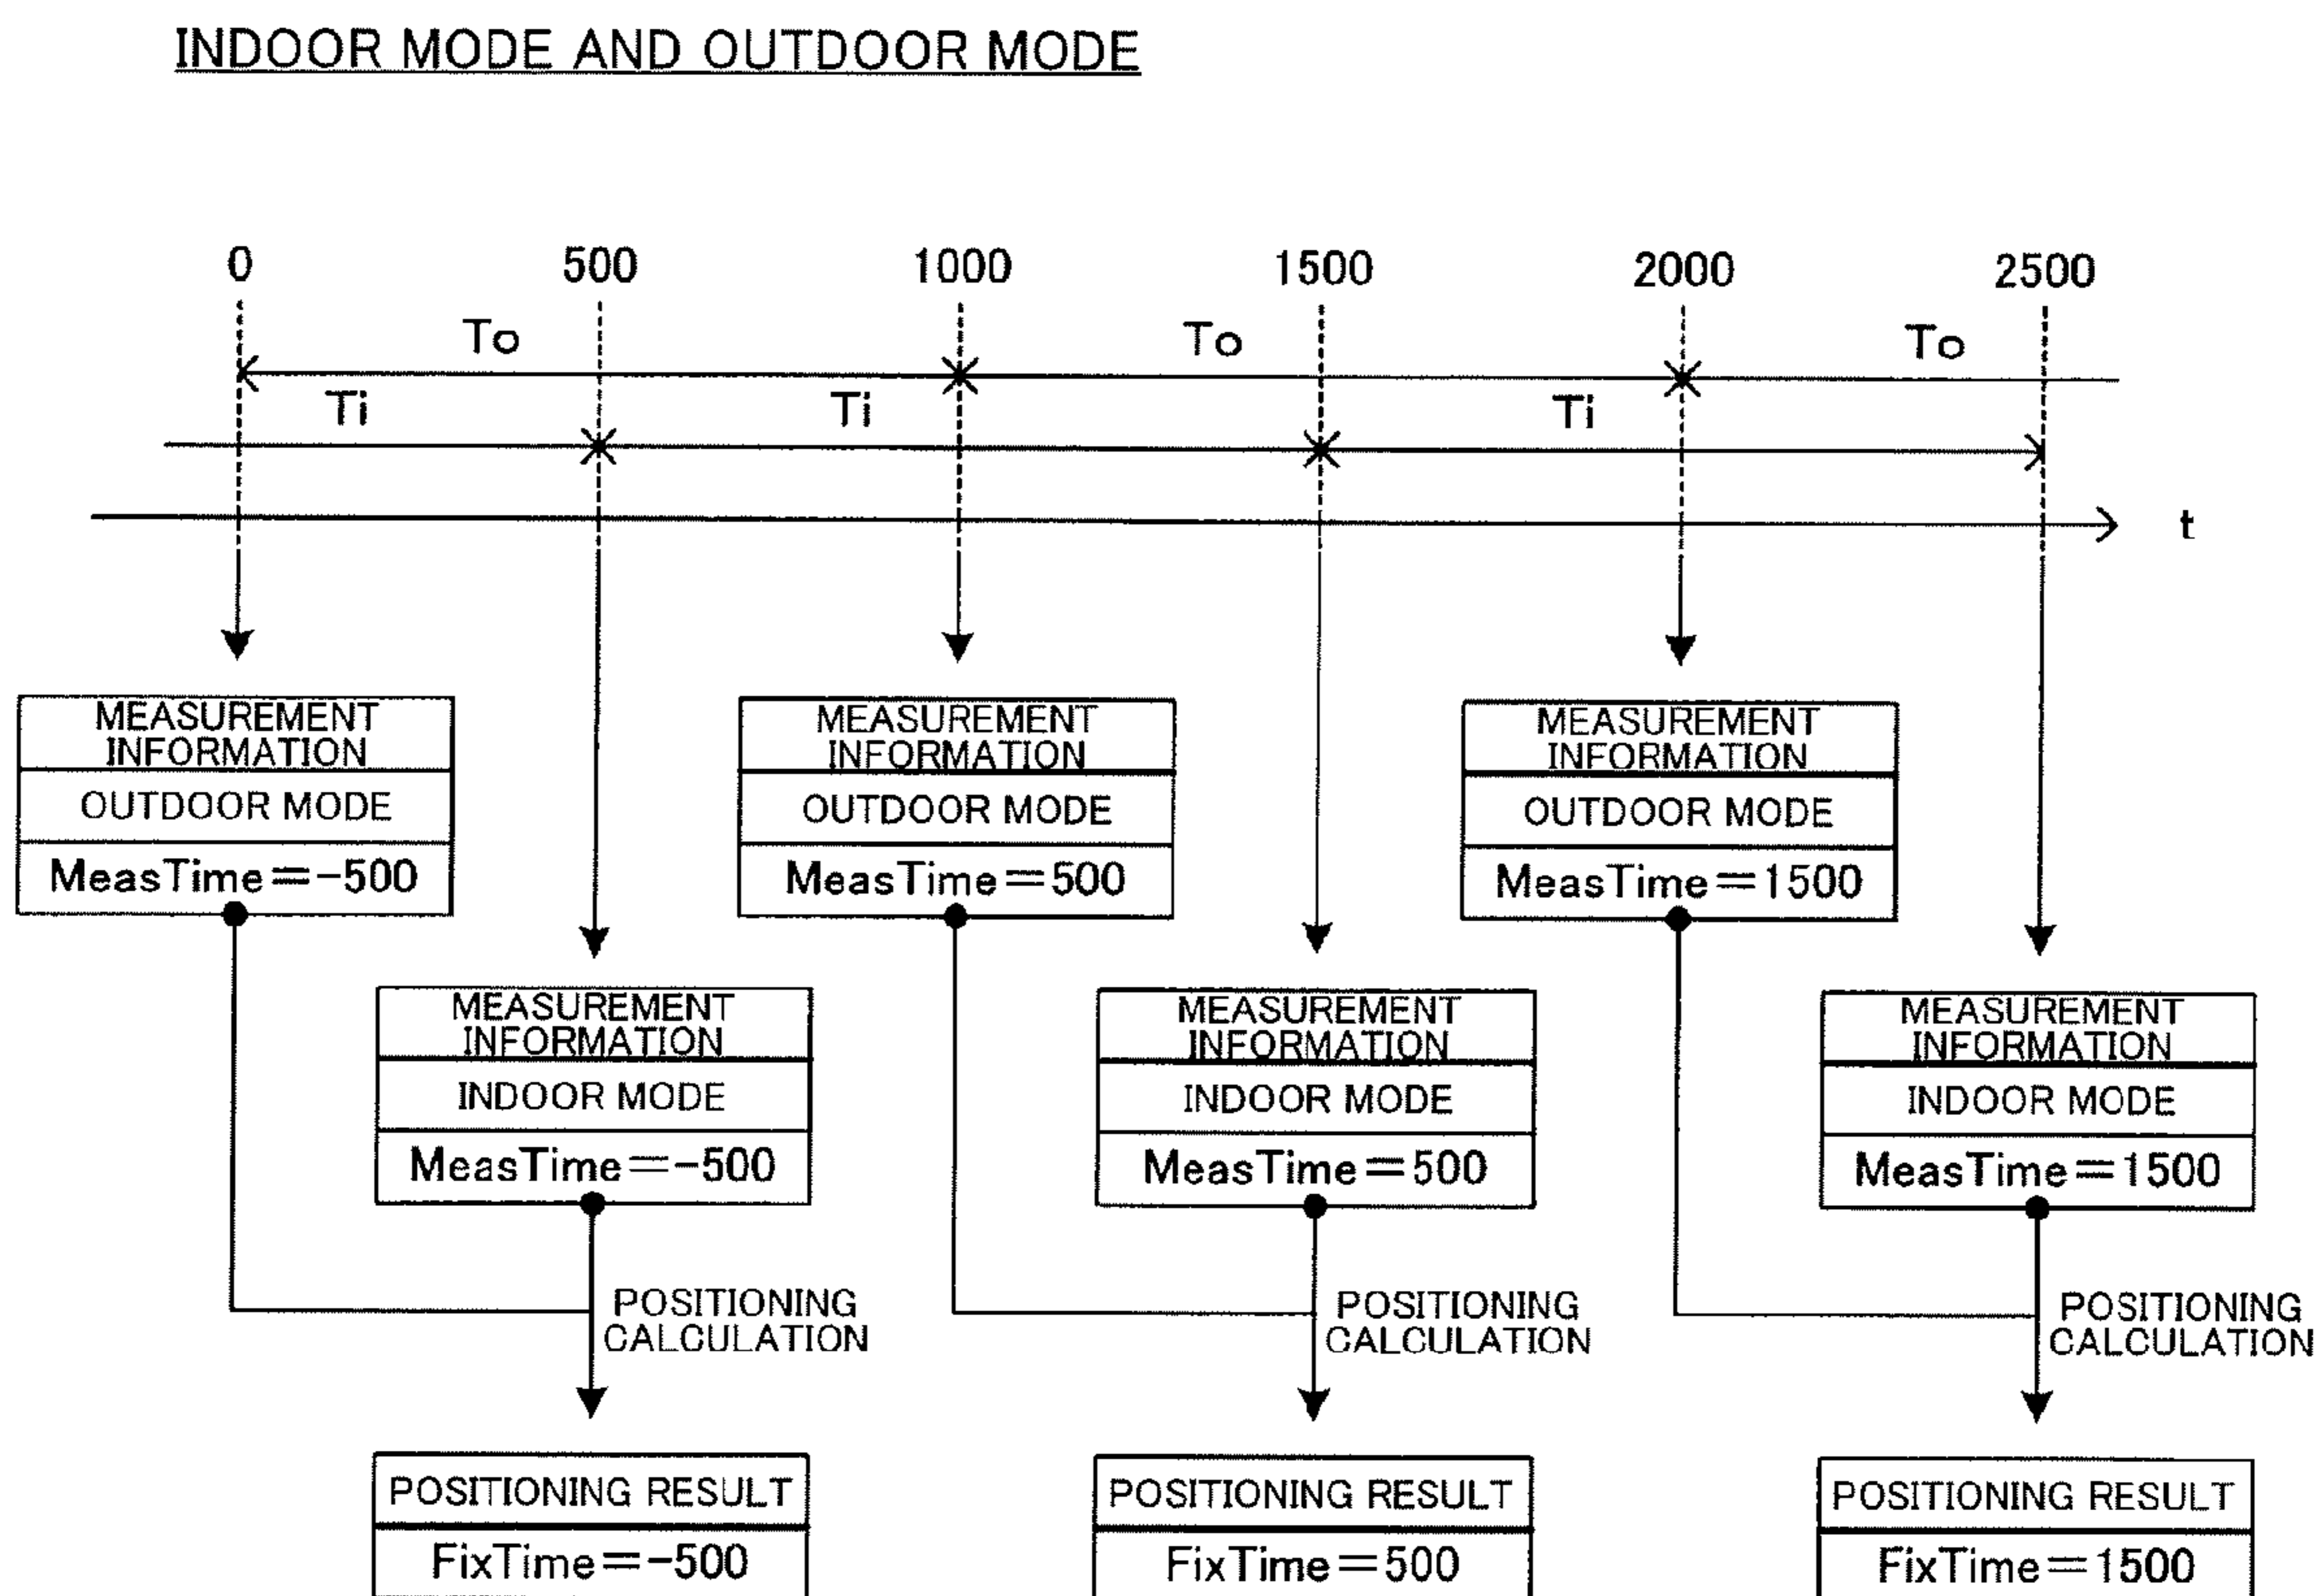 INDOOR MODE AND OUTDOOR MODE
0 500 1000 1500 2000 2500
To To To
Ti Ti Ti
t
MEASUREMENT
INFORMATION
OUTDOOR MODE
MeasTime=-500
MEASUREMENT
INFORMATION
OUTDOOR MODE
MeasTime=500
MEASUREMENT
INFORMATION
OUTDOOR MODE
MeasTime=1500
MEASUREMENT
INFORMATION
INDOOR MODE
MeasTime=-500
MEASUREMENT
INFORMATION
INDOOR MODE
MeasTime=500
MEASUREMENT
INFORMATION
INDOOR MODE
MeasTime=1500
POSITIONING
CALCULATION
POSITIONING
CALCULATION
POSITIONING
CALCULATION
POSITIONING RESULT
FixTime=-500
POSITIONING RESULT
FixTime=500
POSITIONING RESULT
FixTime=1500